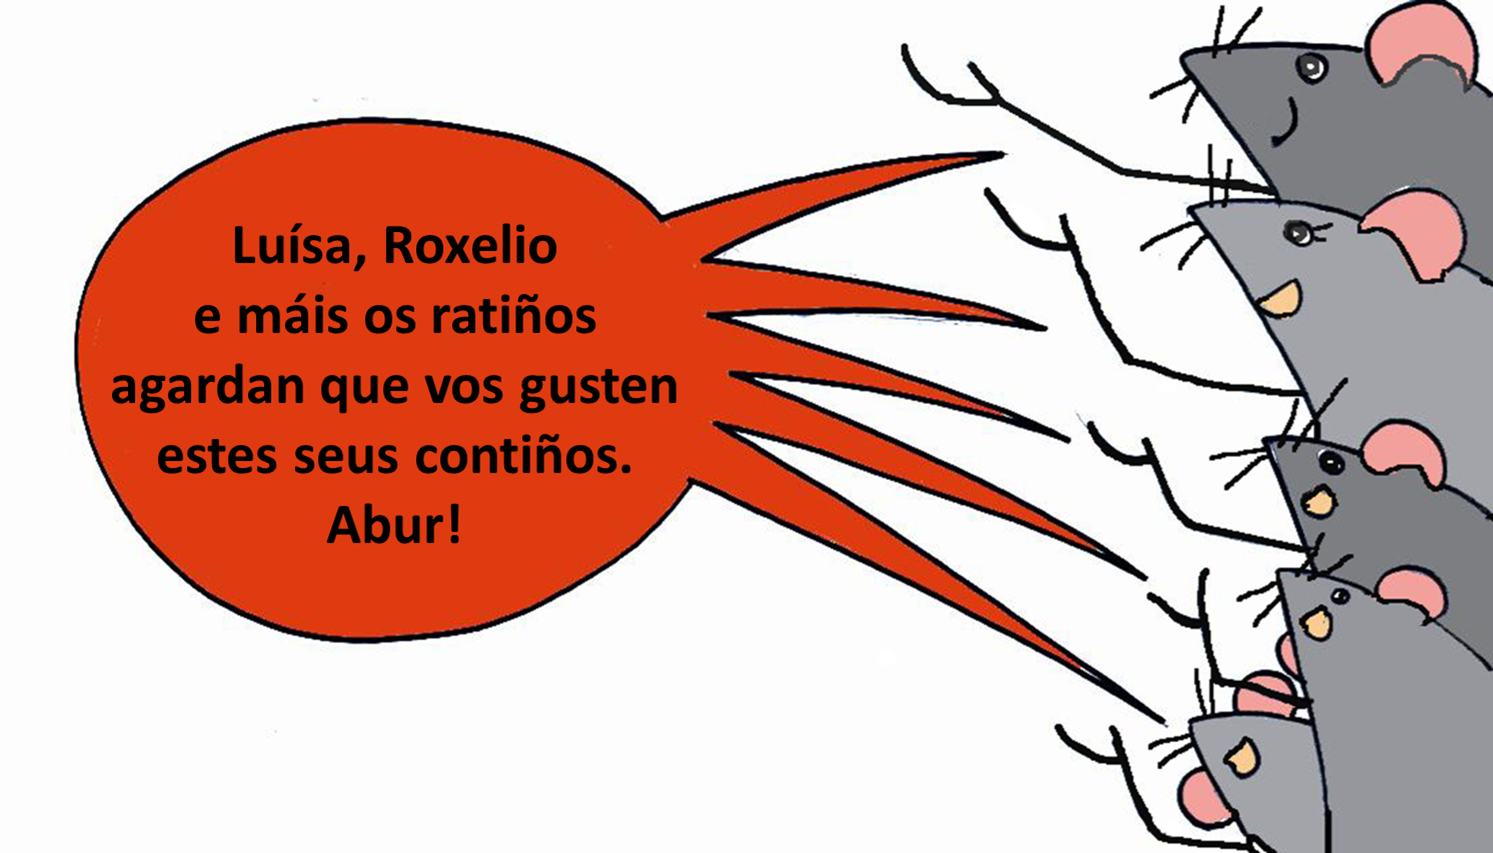 Luísa, Roxelio
e máis os ratiños
agardan que vos gusten
estes seus contiños.
Abur!